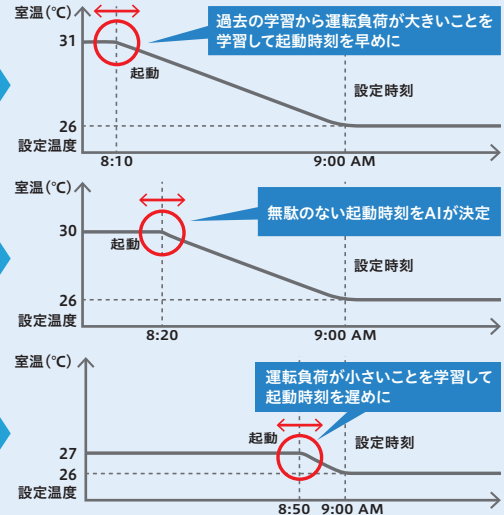 室温(℃)
過去の学習から運転負荷が大きいことを
学習して起動時刻を早めに
31
起動
設定時刻
26
設定温度
8:10
9:00 AM
室温(℃)
無駄のない起動時刻をAIが決定
30
起動
設定時刻
26
設定温度
8:20
9:00 AM
室温(℃)
運転負荷が小さいことを学習して
起動時刻を遅めに
起動
設定時刻
27
26
設定温度
8:50
9:00 AM